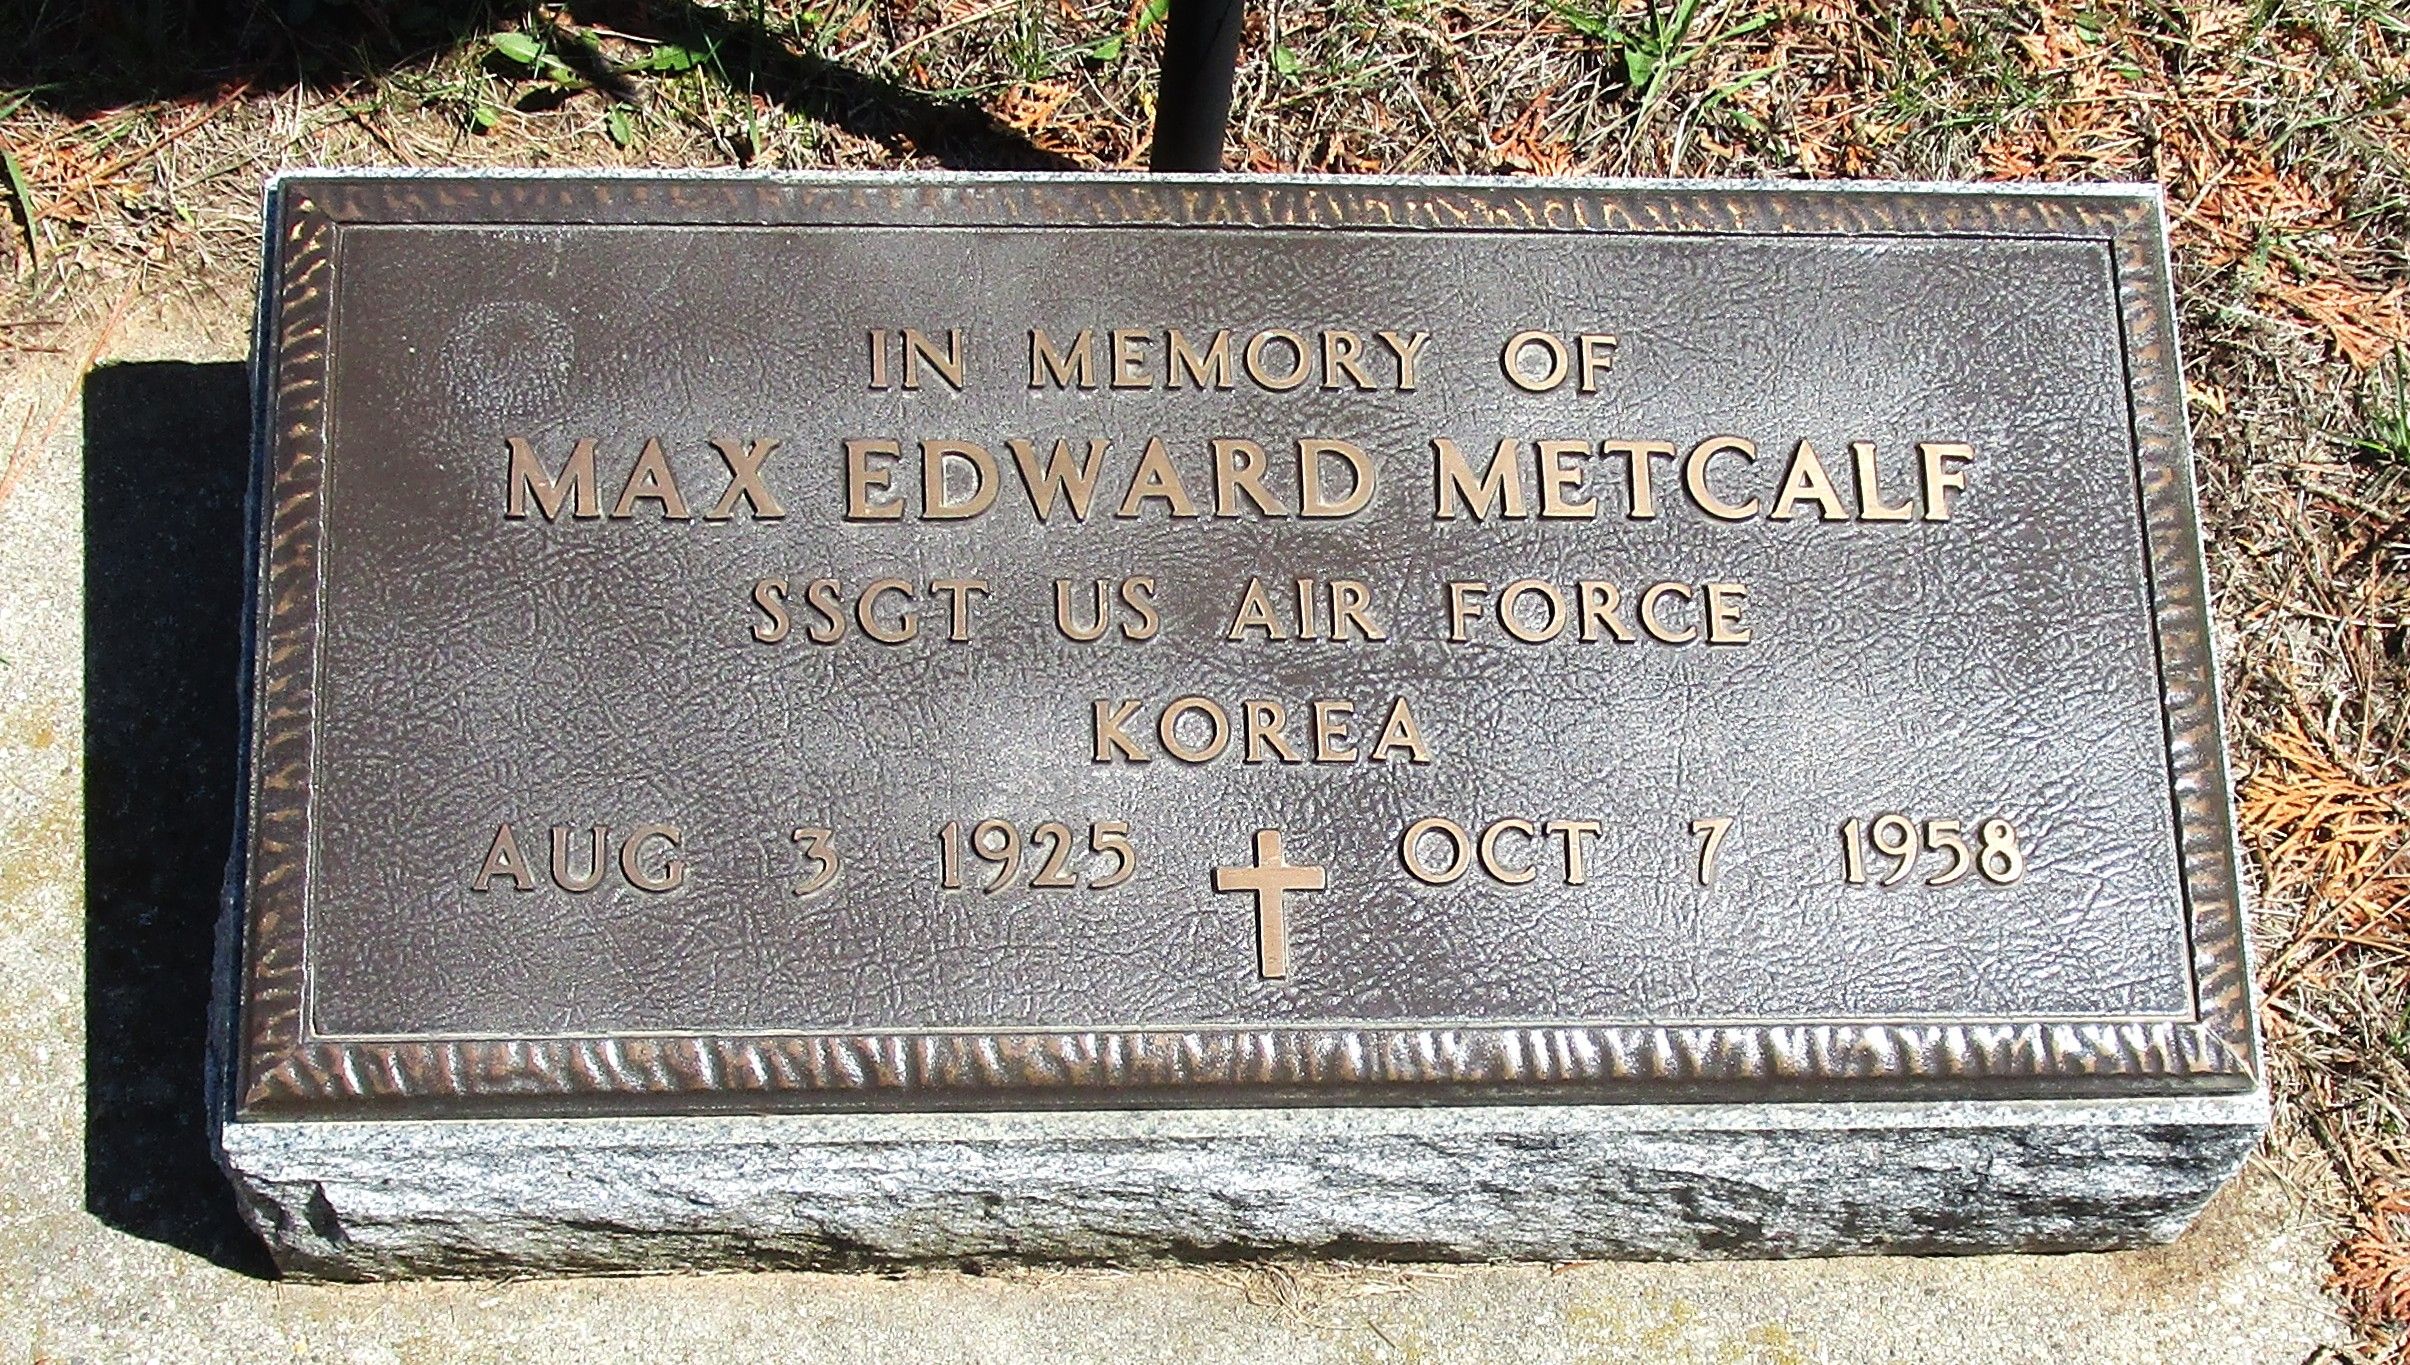 IN MEMORY OF
MAX EDWARD METCALF
SSGT US AIR FORCE
KOREA
AUG 3 1925 OCT 7 1958